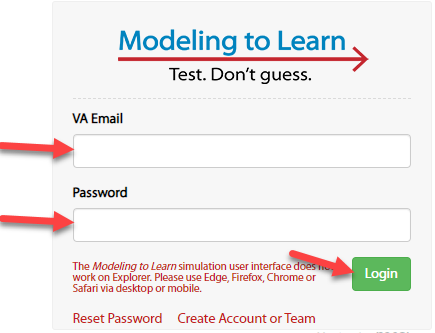 Modeling to Learn
Test. Don't guess.
VA Email
Password
The Modeling to Learn simulation user interface does
work on Explorer. Please use Edge, Firefox, Chrome or
Safari via desktop or mobile.
Login
Reset Password Create Account or Team